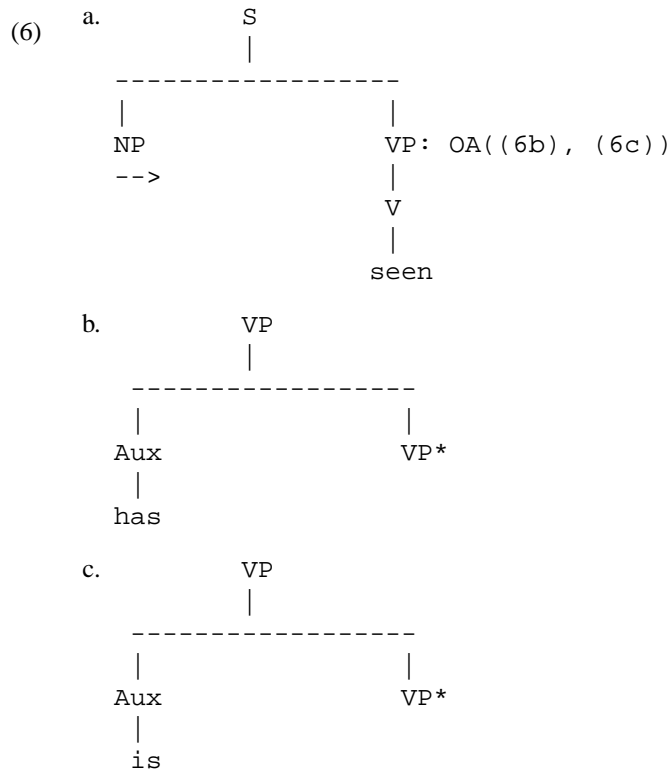 (6) a. S
|
------------------
| |
NP VP: OA((6b), (6c))
--> |
V
|
seen
b. VP
|
------------------
| |
Aux VP*
|
has
c. VP
|
------------------
| |
Aux VP*
|
is